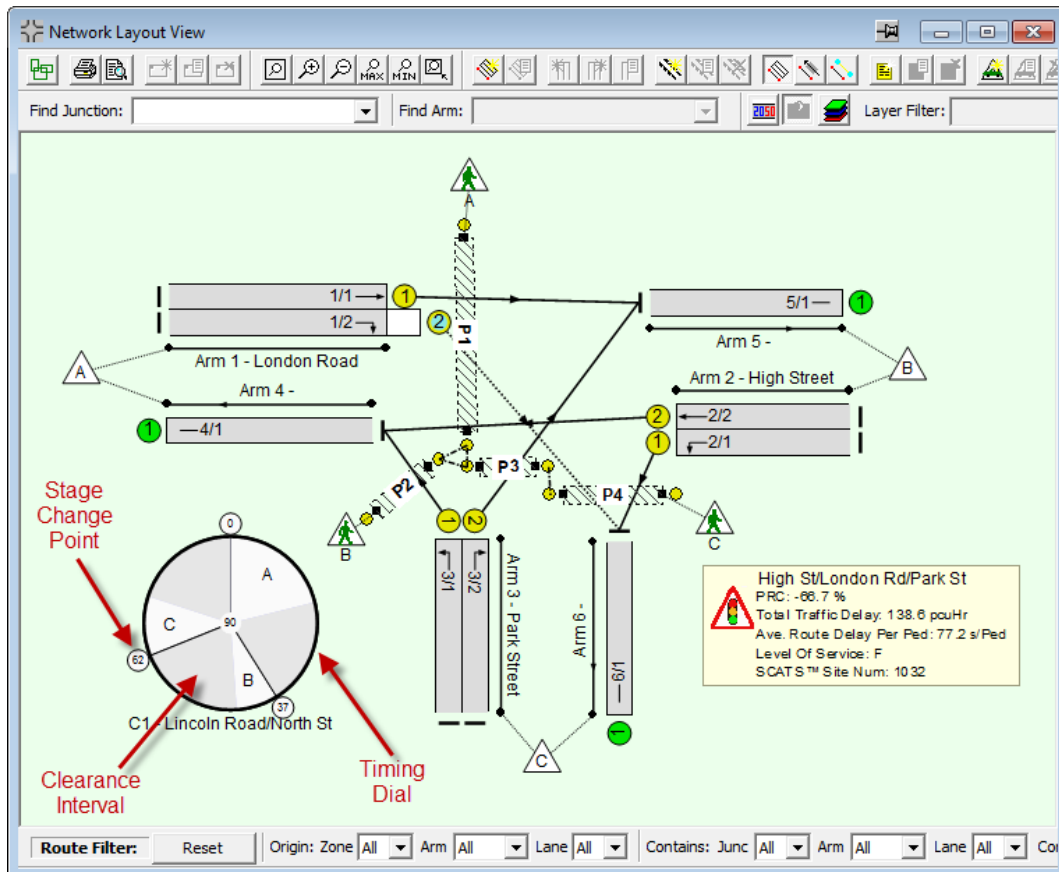 Network Layout View
MAX
MIN
2050
Find Junction:
Find Arm:
Layer Filter:
A
1/1
1
1/2
2
5/1
1
P1
Arm 1 - London Road
Arm 5 -
A
B
Arm 4 -
Arm 2 - High Street
1
4/1
2
2/2
1
2/1
P2
P3
P4
B
C
1
2
Stage
Change
Point
0
A
C
90
62
B
37
C1 - Lincoln Road/North St
3/1
3/2
Arm 3 - Park Street
Arm 6 -
6/1
1
C
High St/London Rd/Park St
PRC: -66.7 %
Total Traffic Delay: 138.6 pcuHr
Ave. Route Delay Per Ped: 77.2 s/Ped
Level Of Service: F
SCATS™ Site Num: 1032
Clearance
Interval
Timing
Dial
Route Filter:
Reset
Origin: Zone All Arm All Lane All
Contains: Junc All Arm All Lane All Co